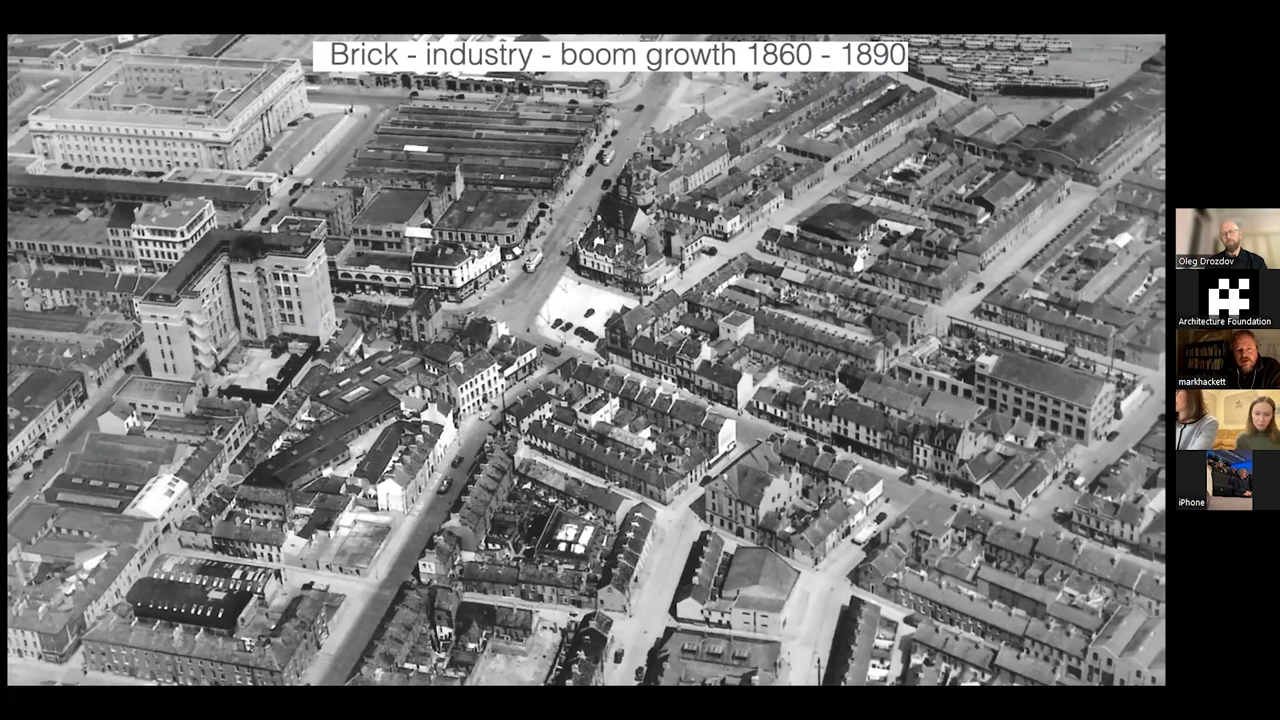 Brick - industry - boom growth 1860 - 1890
Oleg Drozdov
Architecture Foundation
markhackett
iPhone